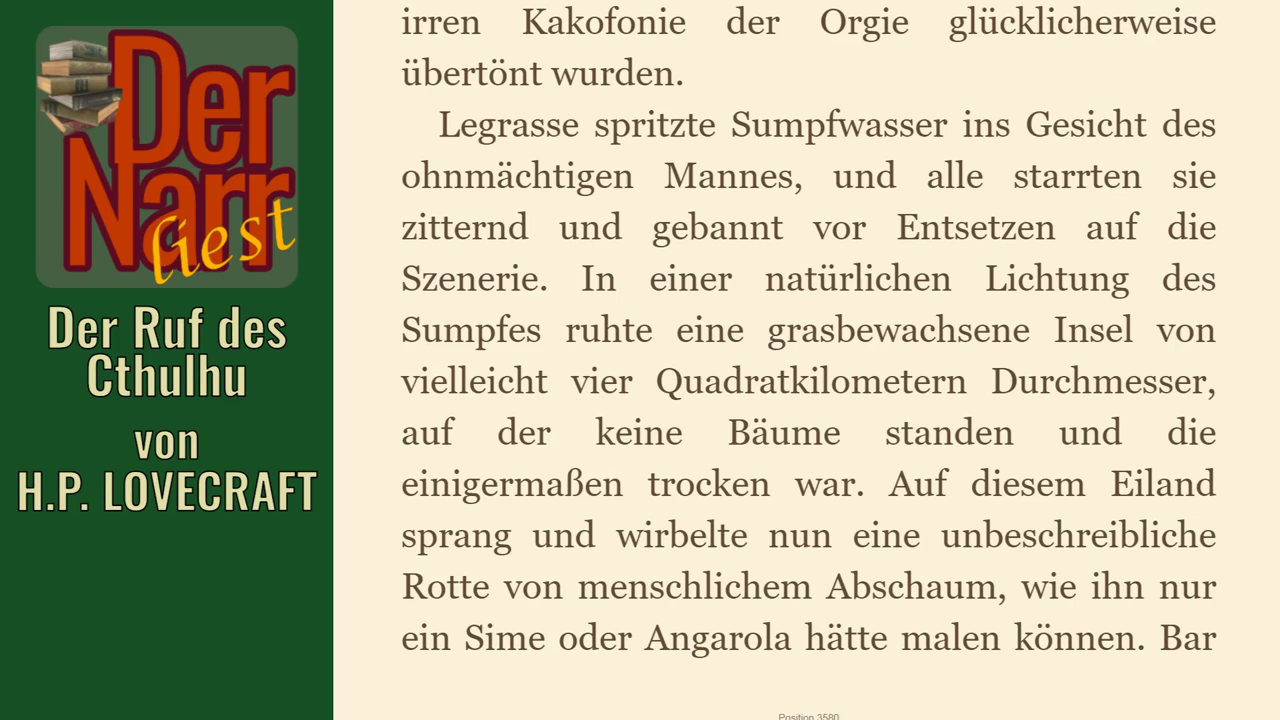 Der
Narr
liest
Der Ruf des
Cthulhu
von
H.P. LOVECRAFT
irren Kakofonie der Orgie glücklicherweise
übertönt wurden.
Legrasse spritzte Sumpfwasser ins Gesicht des
ohnmächtigen Mannes, und alle starrten sie
zitternd und gebannt vor Entsetzen auf die
Szenerie. In einer natürlichen Lichtung des
Sumpfes ruhte eine grasbewachsene Insel von
vielleicht vier Quadratkilometern Durchmesser,
auf der keine Bäume standen und die
einigermaßen trocken war. Auf diesem Eiland
sprang und wirbelte nun eine unbeschreibliche
Rotte von menschlichem Abschaum, wie ihn nur
ein Sime oder Angarola hätte malen können. Bar
Position 3580